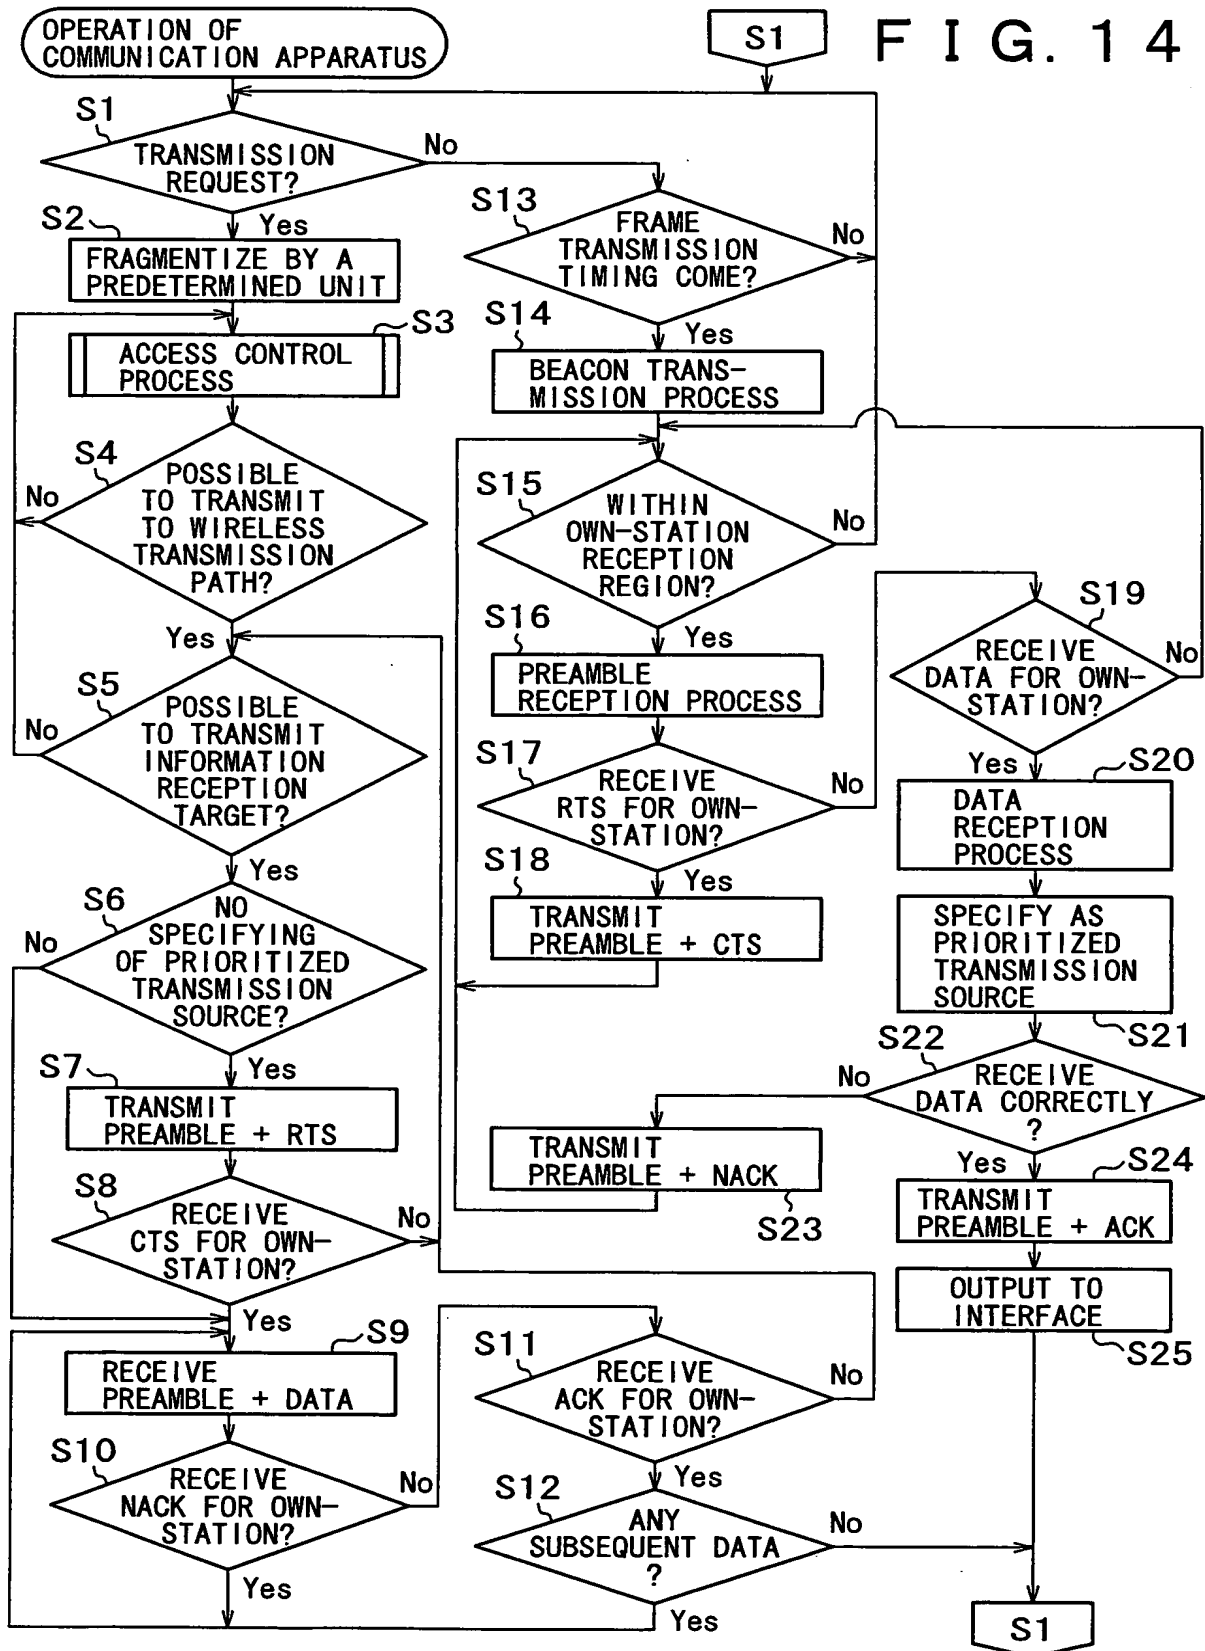 FIG. 14
OPERATION OF
COMMUNICATION APPARATUS
S1
S1
TRANSMISSION
REQUEST?
No
Yes
S2
FRAGMENTIZE BY A
PREDETERMINED UNIT
S3
ACCESS CONTROL
PROCESS
S4
POSSIBLE
TO TRANSMIT
TO WIRELESS
TRANSMISSION
PATH?
No
Yes
S5
POSSIBLE
TO TRANSMIT
INFORMATION
RECEPTION
TARGET?
No
Yes
S6
NO
SPECIFYING
OF PRIORITIZED
TRANSMISSION
SOURCE?
No
Yes
S7
TRANSMIT
PREAMBLE + RTS
S8
RECEIVE
CTS FOR OWN-
STATION?
No
Yes
S9
RECEIVE
PREAMBLE + DATA
S10
RECEIVE
NACK FOR OWN-
STATION?
No
Yes
S11
RECEIVE
ACK FOR OWN-
STATION?
No
Yes
S12
ANY
SUBSEQUENT DATA
?
No
Yes
S13
FRAME
TRANSMISSION
TIMING COME?
No
Yes
S14
BEACON TRANS-
MISSION PROCESS
S15
WITHIN
OWN-STATION
RECEPTION
REGION?
No
Yes
S16
PREAMBLE
RECEPTION PROCESS
S17
RECEIVE
RTS FOR OWN-
STATION?
No
Yes
S18
TRANSMIT
PREAMBLE + CTS
S19
RECEIVE
DATA FOR OWN-
STATION?
No
Yes
S20
DATA
RECEPTION
PROCESS
SPECIFY AS
PRIORITIZED
TRANSMISSION
SOURCE
S21
S22
RECEIVE
DATA CORRECTLY
?
No
Yes
TRANSMIT
PREAMBLE + NACK
S23
S24
TRANSMIT
PREAMBLE + ACK
OUTPUT TO
INTERFACE
S25
S1